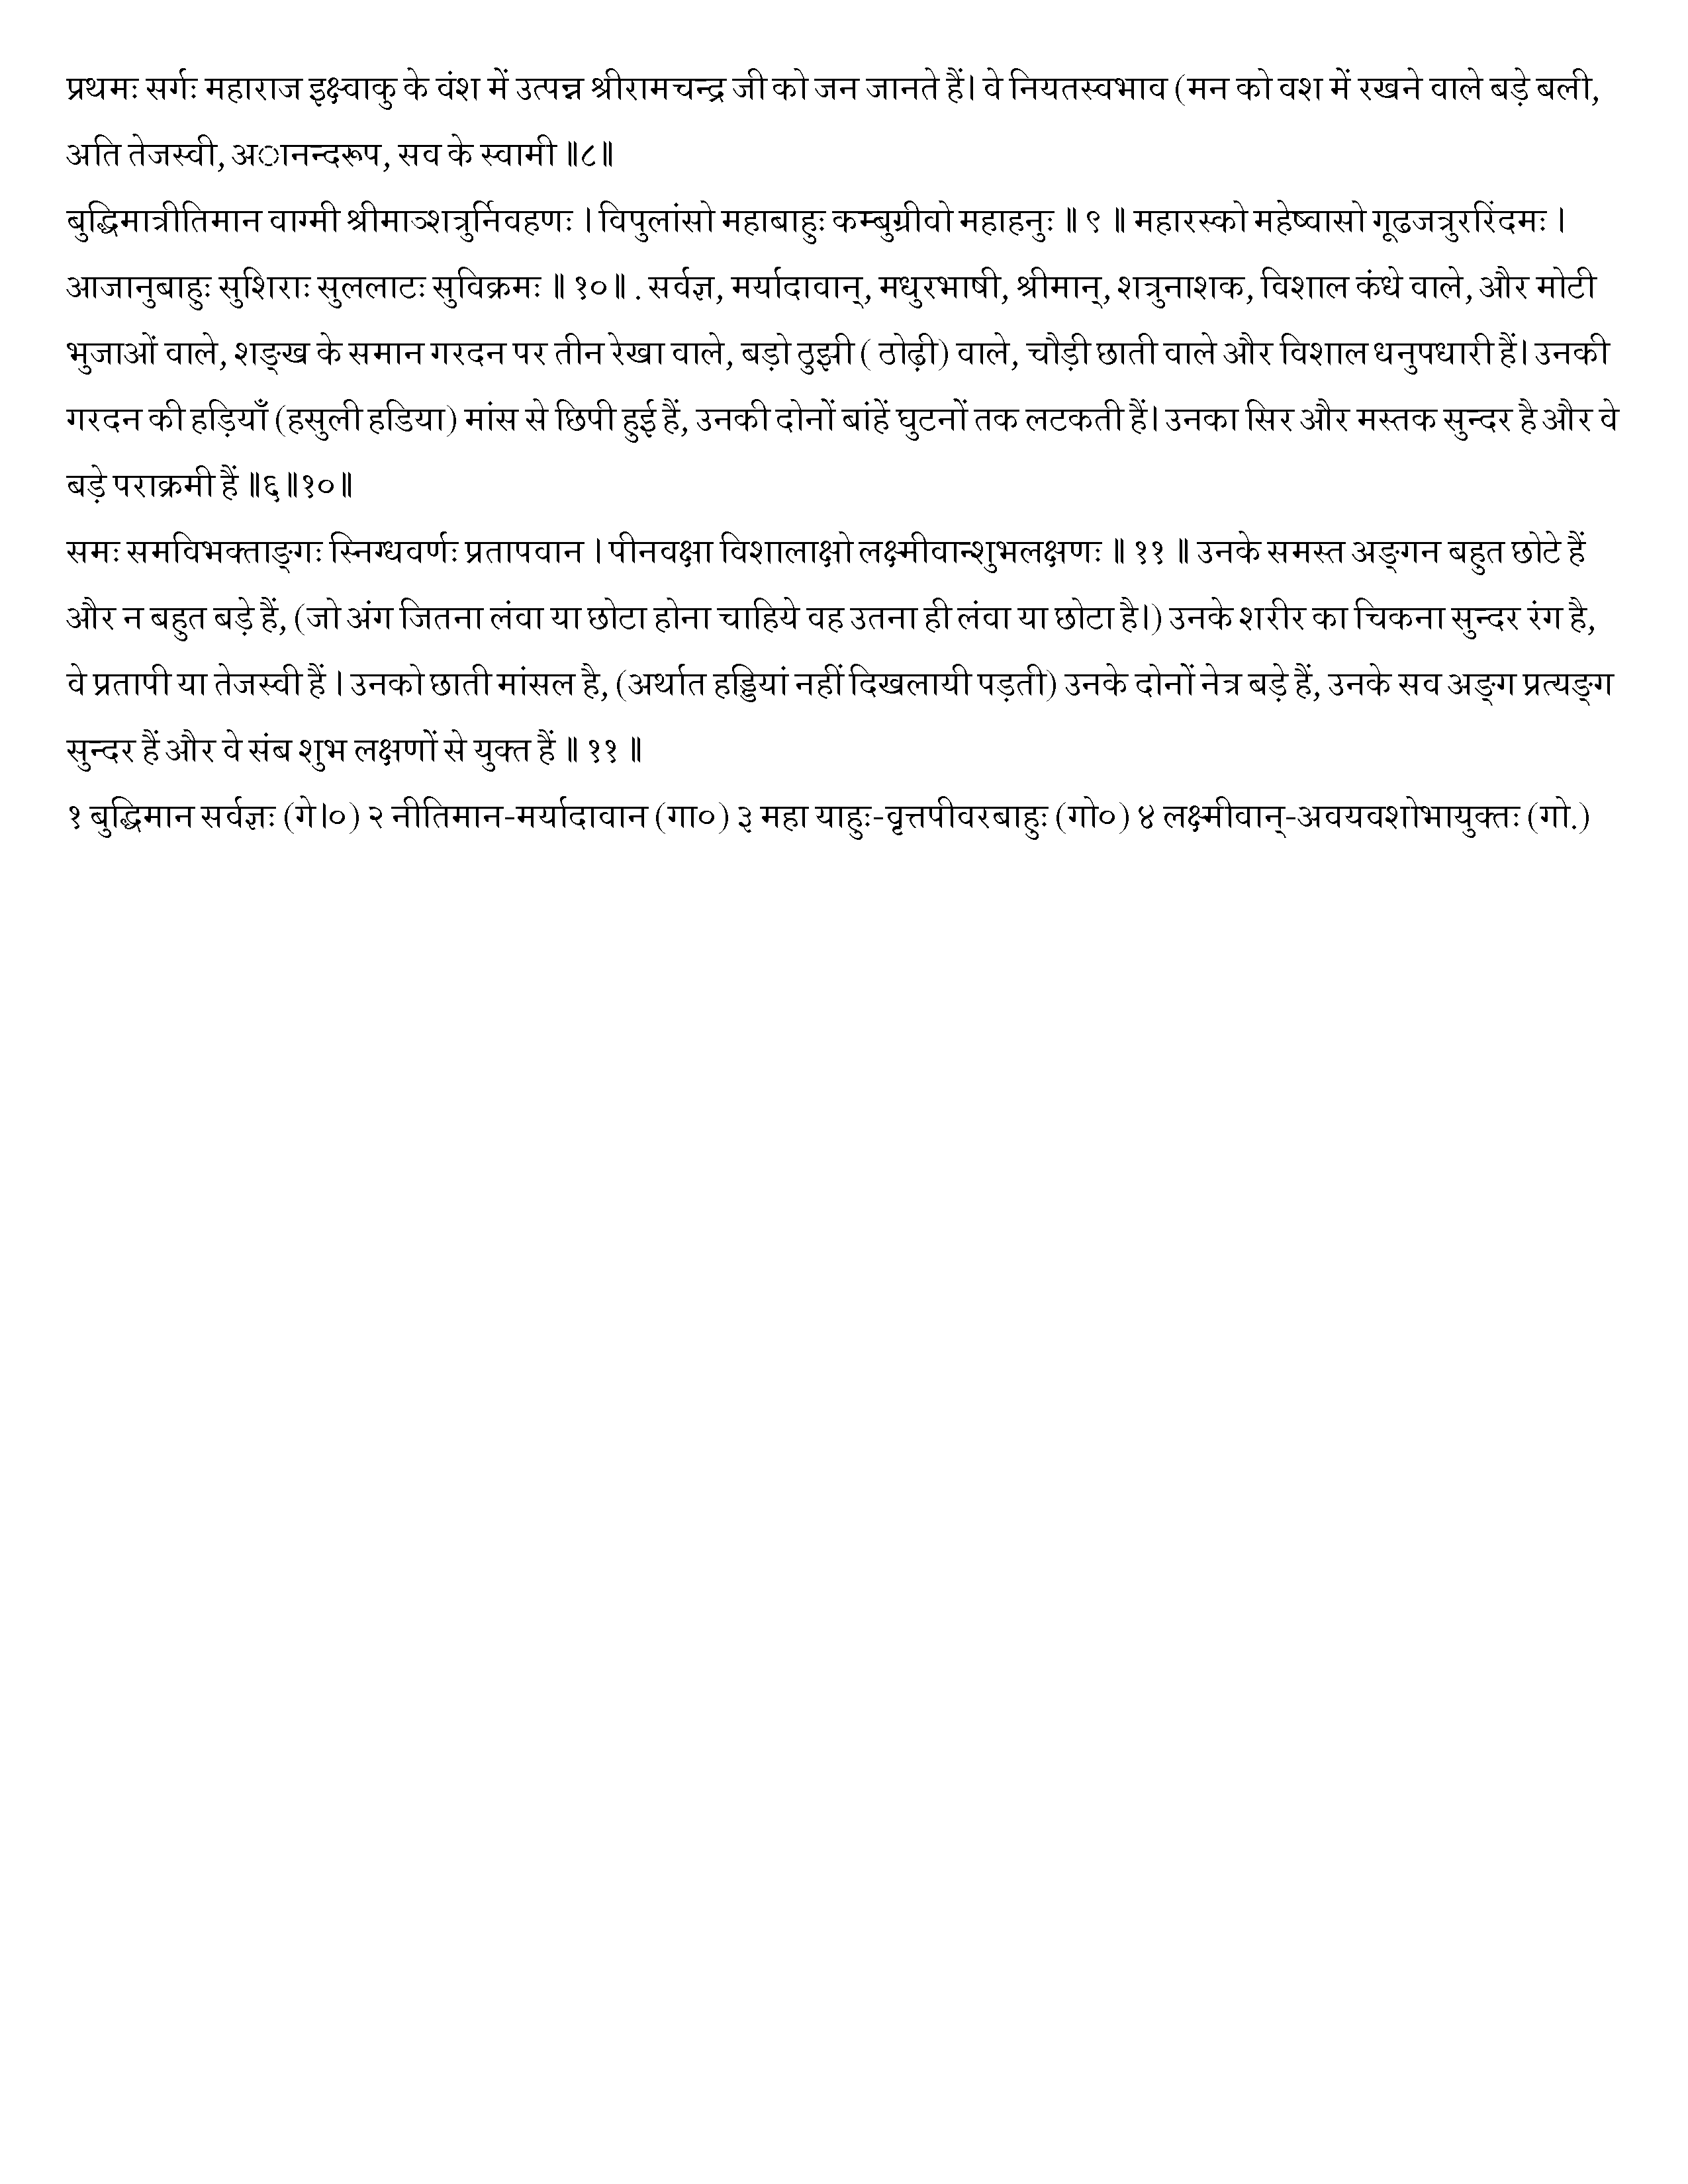 प्रथमः सर्गः महाराज इक्ष्वाकु के वंश में उत्पन्न श्रीरामचन्द्र जी को जन जानते हैं। वे नियतस्वभाव (मन को वश में रखने वाले बड़े बली,
अति तेजस्वी, अानन्दरूप, सव के स्वामी ॥८॥
बुद्धिमात्रीतिमान वाग्मी श्रीमाञ्शत्रुर्निवहणः । विपुलांसो महाबाहुः कम्बुग्रीवो महाहनुः ॥ ९ ॥ महारस्को महेष्वासो गूढजत्रुररिंदमः ।
आजानुबाहुः सुशिराः सुललाटः सुविक्रमः ॥ १० ॥ . सर्वज्ञ, मर्यादावान्, मधुरभाषी, श्रीमान्, शत्रुनाशक, विशाल कंधे वाले, और मोटी
भुजाओं वाले, शङ्ख के समान गरदन पर तीन रेखा वाले, बड़ो ठुझी ( ठोढ़ी) वाले, चौड़ी छाती वाले और विशाल धनुपधारी हैं। उनकी
गरदन की हड़ियाँ (हसुली हडिया) मांस से छिपी हुई हैं, उनकी दोनों बांहें घुटनों तक लटकती हैं। उनका सिर और मस्तक सुन्दर है और वे
बड़े पराक्रमी हैं ॥६॥१०॥
समः समविभक्ताङ्गः स्निग्धवर्णः प्रतापवान । पीनवक्षा विशालाक्षो लक्ष्मीवान्शुभलक्षणः ॥ ११ ॥ उनके समस्त अङ्गन बहुत छोटे हैं
और न बहुत बड़े हैं, (जो अंग जितना लंवा या छोटा होना चाहिये वह उतना ही लंवा या छोटा है।) उनके शरीर का चिकना सुन्दर रंग है,
वे प्रतापी या तेजस्वी हैं । उनको छाती मांसल है, (अर्थात हड्डियां नहीं दिखलायी पड़ती) उनके दोनों नेत्र बड़े हैं, उनके सव अङ्ग प्रत्यङ्ग
सुन्दर हैं और वे संब शुभ लक्षणों से युक्त हैं ॥ ११ ॥
१ बुद्धिमान सर्वज्ञः (गे।०) २ नीतिमान-मर्यादावान (गा०) ३ महा याहुः-वृत्तपीवरबाहुः (गो०) ४ लक्ष्मीवान्-अवयवशोभायुक्तः (गो.)